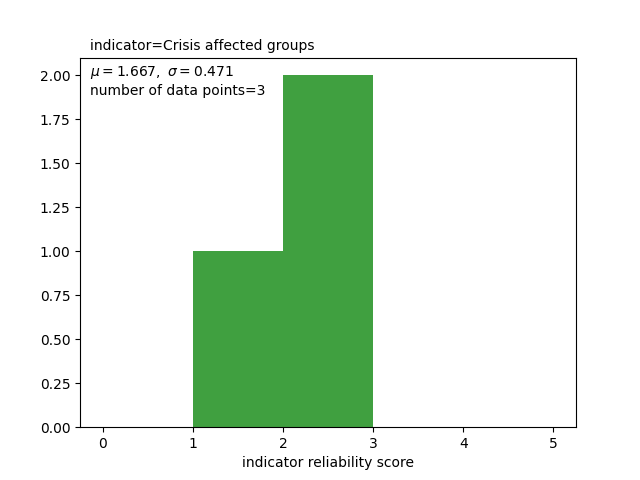 indicator=Crisis affected groups
μ = 1.667, σ = 0.471
number of data points=3
2.00
1.75
1.50
1.25
1.00
0.75
0.50
0.25
0.00
0 1 2 3 4 5
indicator reliability score